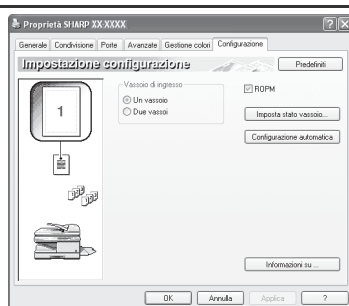 Proprietà SHARP XX-XXXX
Generale Condivisione Porte Avanzate Gestione colori Configurazione
Impostazione configurazione
Predefiniti
Vassoio di ingresso
Un vassoio
Due vassoi
ROPM
Imposta stato vassoio...
Configurazione automatica
1
Informazioni su ...
OK Annulla Applica ?